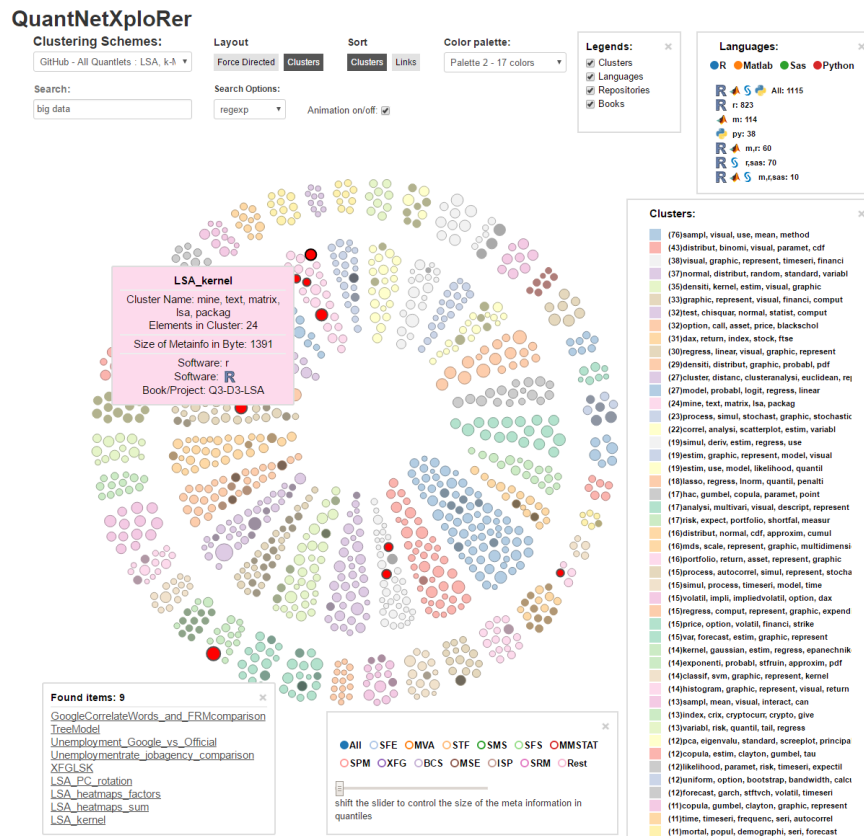 QuantNetXploRer
Clustering Schemes:
GitHub - All Quantlets : LSA, k-M
Layout
Force Directed
Clusters
Sort
Clusters
Links
Color palette:
Palette 2 - 17 colors
Search:
big data
Search Options:
regexp
Animation on/off:
Legends:
Clusters
Languages
Repositories
Books
Languages:
R Matlab Sas Python
All: 1115
r: 823
m: 114
py: 38
m,r: 60
r,sas: 70
m,r,sas: 10
LSA_kernel
Cluster Name: mine, text, matrix,
lsa, packag
Elements in Cluster: 24
Size of Metainfo in Byte: 1391
Software: r
Software: R
Book/Project: Q3-D3-LSA
Clusters:
(76)sampl, visual, use, mean, method
(43)distribut, binomi, visual, paramet, cdf
(38)visual, graphic, represent, timeseri, financi
(37)normal, distribut, random, standard, variabl
(35)densiti, kernel, estim, visual, graphic
(33)graphic, represent, visual, financi, comput
(32)test, chisquar, normal, statist, comput
(32)option, call, asset, price, blackschol
(31)dax, return, index, stock, ftse
(30)regress, linear, visual, graphic, represent
(29)densiti, distribut, graphic, probabl, pdf
(27)cluster, distanc, clusteranalysi, euclidean, re
(27)model, probabl, logit, regress, linear
(24)mine, text, matrix, lsa, packag
(23)process, simul, stochast, graphic, stochastic
(22)correl, analysi, scatterplot, estim, variabl
(19)simul, deriv, estim, regress, use
(19)estim, graphic, represent, model, visual
(19)estim, use, model, likelihood, quantil
(18)lasso, regress, lnorm, quantil, penalti
(17)hac, gumbel, copula, paramet, point
(17)analysi, multivari, visual, descript, represent
(17)risk, expect, portfolio, shortfal, measur
(16)distribut, normal, cdf, approxim, cumul
(16)mds, scale, represent, graphic, multidimensi
(16)portfolio, return, asset, represent, graphic
(15)process, autocorrel, simul, represent, stocha
(15)simul, process, timeseri, model, time
(15)volatil, impli, impliedvolatil, option, dax
(15)regress, comput, represent, graphic, expend
(15)price, option, volatil, financi, strike
(15)var, forecast, estim, graphic, represent
(14)kernel, gaussian, estim, regress, epanechnik
(14)exponenti, probabl, stfruin, approxim, pdf
(14)classif, svm, graphic, represent, kernel
(14)histogram, graphic, represent, visual, return
(13)sampl, mean, visual, interact, can
(13)index, crix, cryptocurr, crypto, give
(13)variabl, risk, quantil, tail, regress
(12)pca, eigenvalu, standard, screeplot, principa
(12)copula, estim, clayton, gumbel, tau
(12)likelihood, paramet, risk, timeseri, expectil
(12)uniform, option, bootstrap, bandwidth, calcu
(12)forecast, garch, stftvch, volatil, timeseri
(11)copula, gumbel, clayton, graphic, represent
(11)time, timeseri, frequenc, seri, autocorrel
(11)mortal, popul, demographi, seri, forecast
Found items: 9
GoogleCorrelateWords_and_FRMcomparison
TreeModel
Unemployment_Google_vs_Official
Unemploymentrate_jobagency_comparison
XFGLSK
LSA_PC_rotation
LSA_heatmaps_factors
LSA_heatmaps_sum
LSA_kernel
All SFE MVA STF SMS SFS MMSTAT
SPM XFG BCS MSE ISP SRM Rest
shift the slider to control the size of the meta information in
quantiles